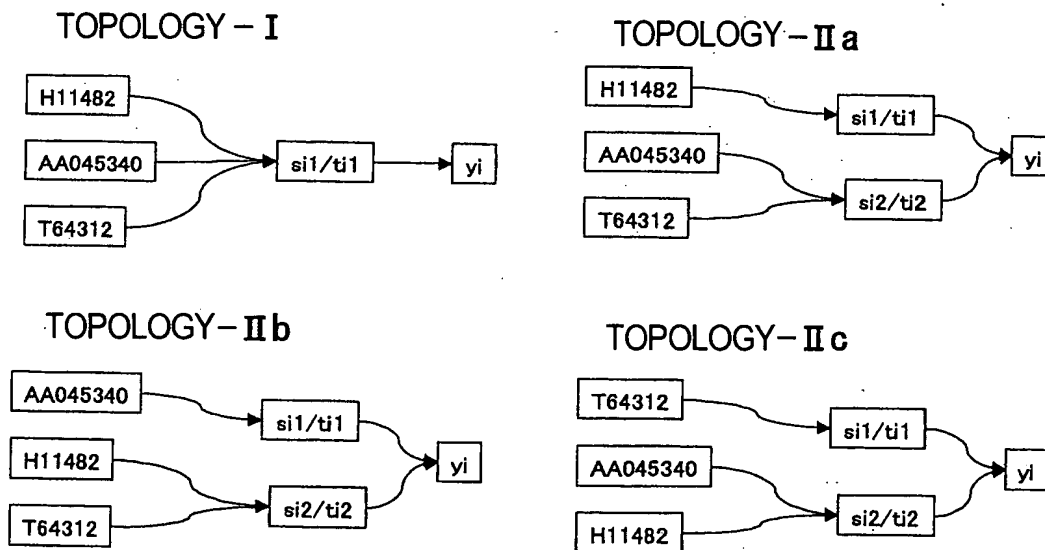 TOPOLOGY-I
H11482
AA045340
T64312
si1/ti1
yi
TOPOLOGY-IIa
H11482
AA045340
T64312
si1/ti1
si2/ti2
yi
TOPOLOGY-IIb
AA045340
H11482
T64312
si1/ti1
si2/ti2
yi
TOPOLOGY-IIc
T64312
AA045340
H11482
si1/ti1
si2/ti2
yi